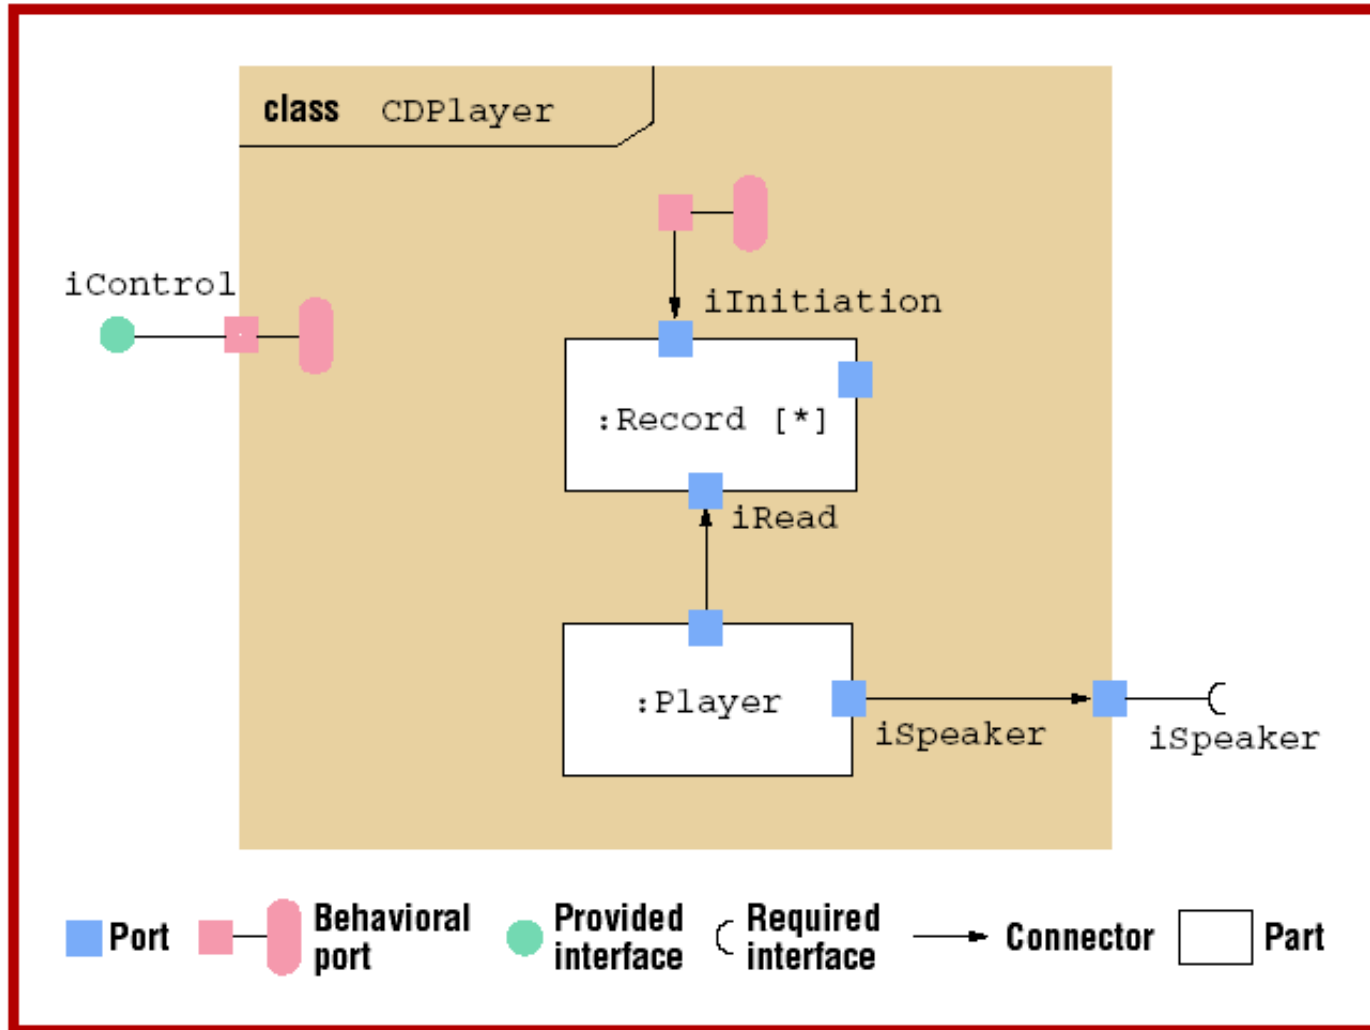 class CDPlayer
iControl
iInitiation
:Record [*]
iRead
:Player
iSpeaker
iSpeaker
Port
Behavioral
port
Provided
interface
Required
interface
Connector
Part